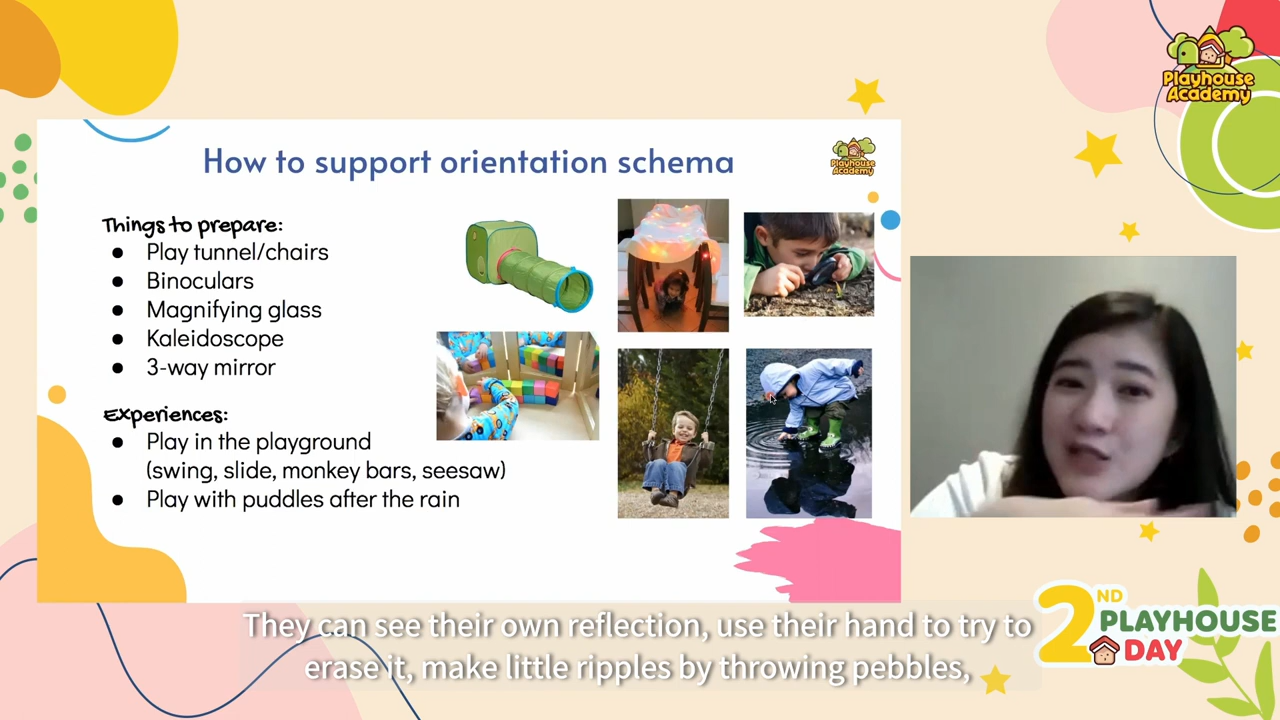 Playhouse
Academy
How to support orientation schema
Playhouse
Academy
Things to prepare:
● Play tunnel/chairs
● Binoculars
● Magnifying glass
● Kaleidoscope
● 3-way mirror
Experiences:
● Play in the playground
(swing, slide, monkey bars, seesaw)
● Play with puddles after the rain
2ND PLAYHOUSE
DAY
They can see their own reflection, use their hand to try to
erase it, make little ripples by throwing pebbles,